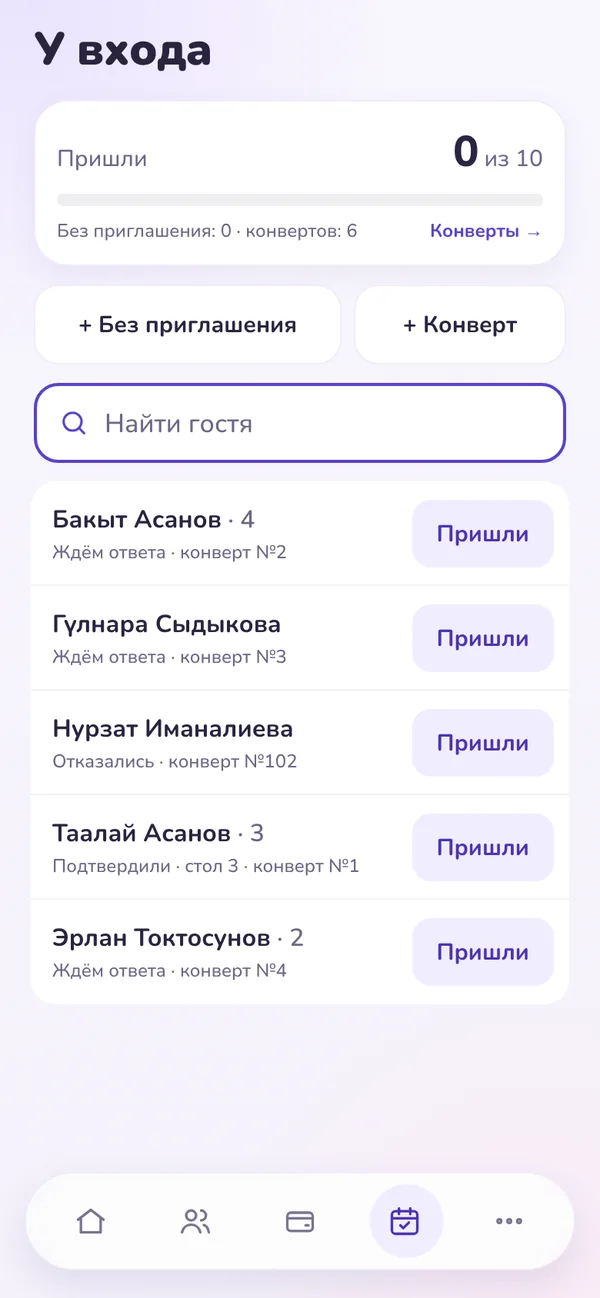 У входа
Пришли
0 из 10
Без приглашения: 0 · конвертов: 6
Конверты →
+ Без приглашения
+ Конверт
Найти гостя
Бакыт Асанов · 4
Ждём ответа · конверт №2
Пришли
Гүлнара Сыдыкова
Ждём ответа · конверт №3
Пришли
Нурзат Иманалиева
Отказались · конверт №102
Пришли
Таалай Асанов · 3
Подтвердили · стол 3 · конверт №1
Пришли
Эрлан Токтосунов · 2
Ждём ответа · конверт №4
Пришли